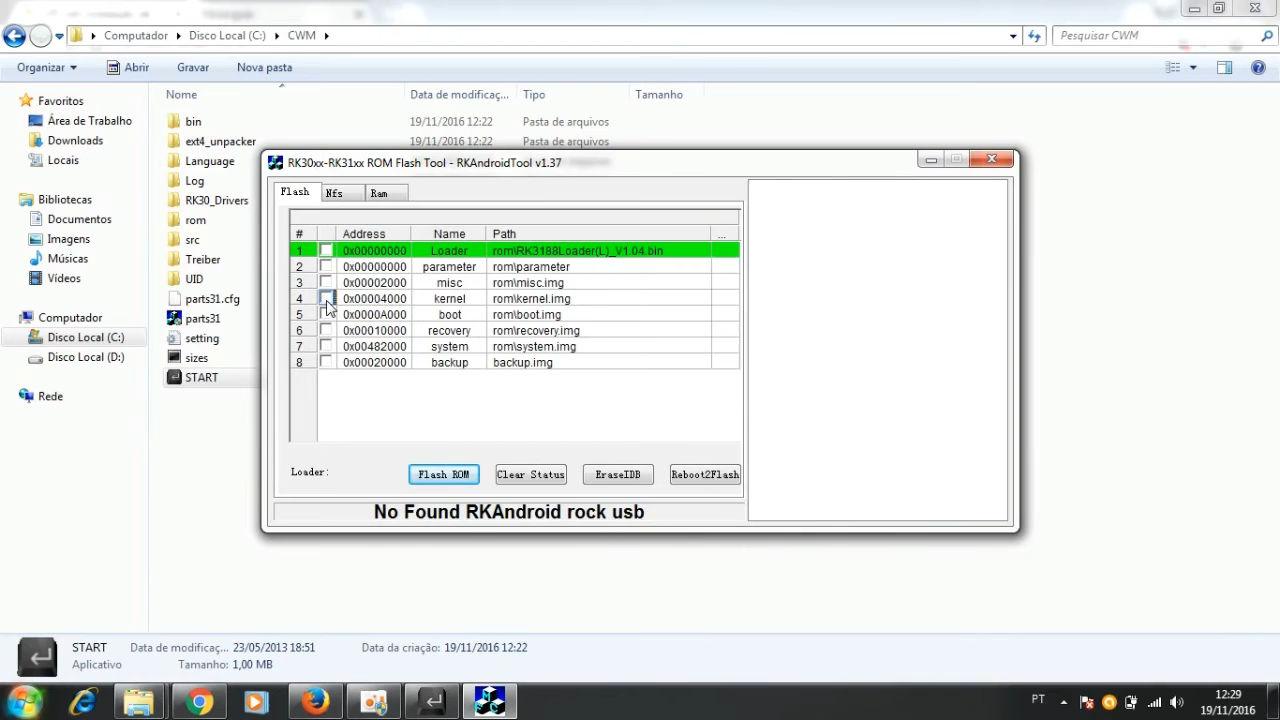 Computador Disco Local (C:) CWM
Pesquisar CWM
Organizar Abrir Gravar Nova pasta
Nome Data de modificaç... Tipo Tamanho
Favoritos
Área de Trabalho
Downloads
Locais
Bibliotecas
Documentos
Imagens
Músicas
Vídeos
Computador
Disco Local (C:)
Disco Local (D:)
Rede
bin 19/11/2016 12:22 Pasta de arquivos
ext4_unpacker 19/11/2016 12:22 Pasta de arquivos
Language
Log
RK30_Drivers
rom
src
Treiber
UID
parts31.cfg
parts31
setting
sizes
START
RK30xx-RK31xx ROM Flash Tool - RKAndroidTool v1.37
Flash Nfs Ram
# Address Name Path ...
1 0x00000000 Loader rom\RK3188Loader(L)_V1.04.bin
2 0x00000000 parameter rom\parameter
3 0x00002000 misc rom\misc.img
4 0x00004000 kernel rom\kernel.img
5 0x0000A000 boot rom\boot.img
6 0x00010000 recovery rom\recovery.img
7 0x00482000 system rom\system.img
8 0x00020000 backup backup.img
Loader: Flash ROM Clear Status EraseIDB Reboot2Flash
No Found RKAndroid rock usb
START Data de modificaç... 23/05/2013 18:51 Data de criação: 19/11/2016 12:22
Aplicativo Tamanho: 1,00 MB
PT 12:29
19/11/2016